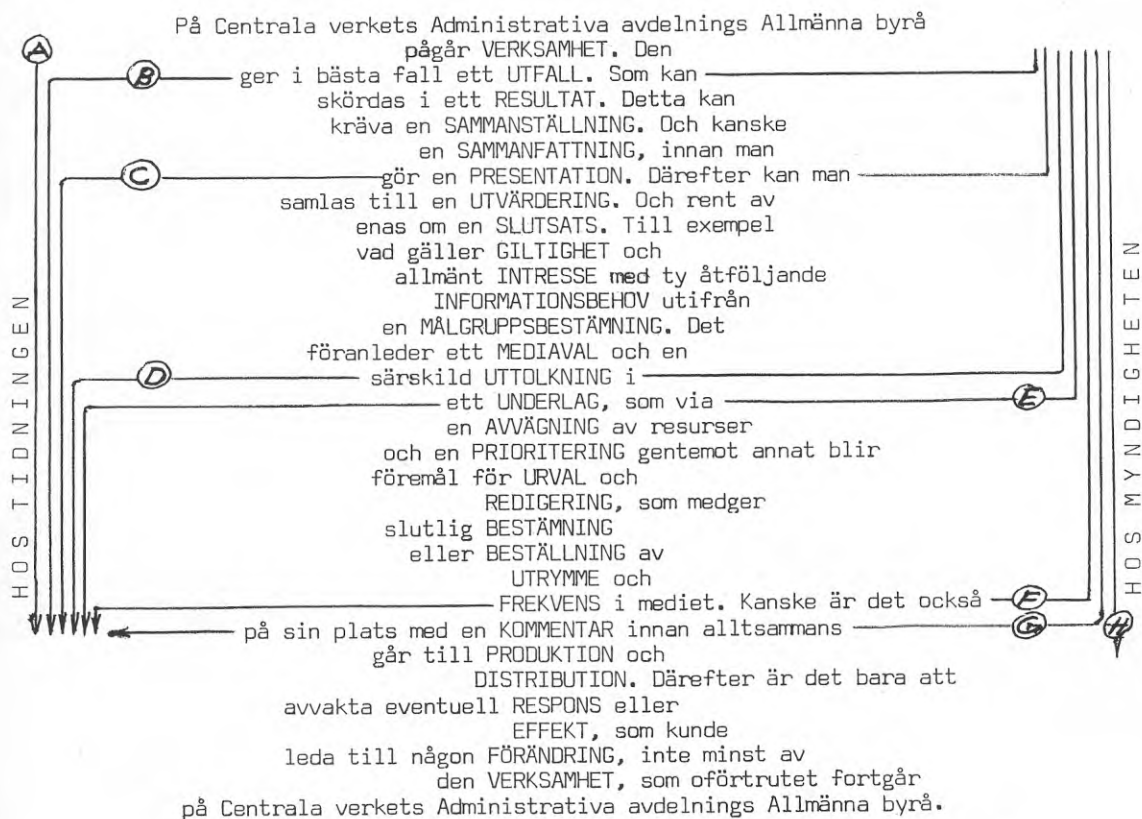 På Centrala verkets Administrativa avdelnings Allmänna byrå
A
pågår VERKSAMHET. Den
B
ger i bästa fall ett UTFALL. Som kan
skördas i ett RESULTAT. Detta kan
kräva en SAMMANSTÄLLNING. Och kanske
en SAMMANFATTNING, innan man
C
gör en PRESENTATION. Därefter kan man
samlas till en UTVÄRDERING. Och rent av
enas om en SLUTSATS. Till exempel
vad gäller GILTIGHET och
allmänt INTRESSE med ty åtföljande
INFORMATIONSBEHOV utifrån
en MÅLGRUPPSBESTÄMNING. Det
föranleder ett MEDIAVAL och en
D
särskild UTTOLKNING i
ett UNDERLAG, som via
E
en AVVÄGNING av resurser
och en PRIORITERING gentemot annat blir
föremål för URVAL och
REDIGERING, som medger
slutlig BESTÄMNING
eller BESTÄLLNING av
UTRYMME och
FREKVENS i mediet. Kanske är det också
F
på sin plats med en KOMMENTAR innan alltsammans
G
H
går till PRODUKTION och
DISTRIBUTION. Därefter är det bara att
avvakta eventuell RESPONS eller
EFFEKT, som kunde
leda till någon FÖRÄNDRING, inte minst av
den VERKSAMHET, som oförtrutet fortgår
på Centrala verkets Administrativa avdelnings Allmänna byrå.
HOS TIDNINGEN
HOS MYNDIGHETEN